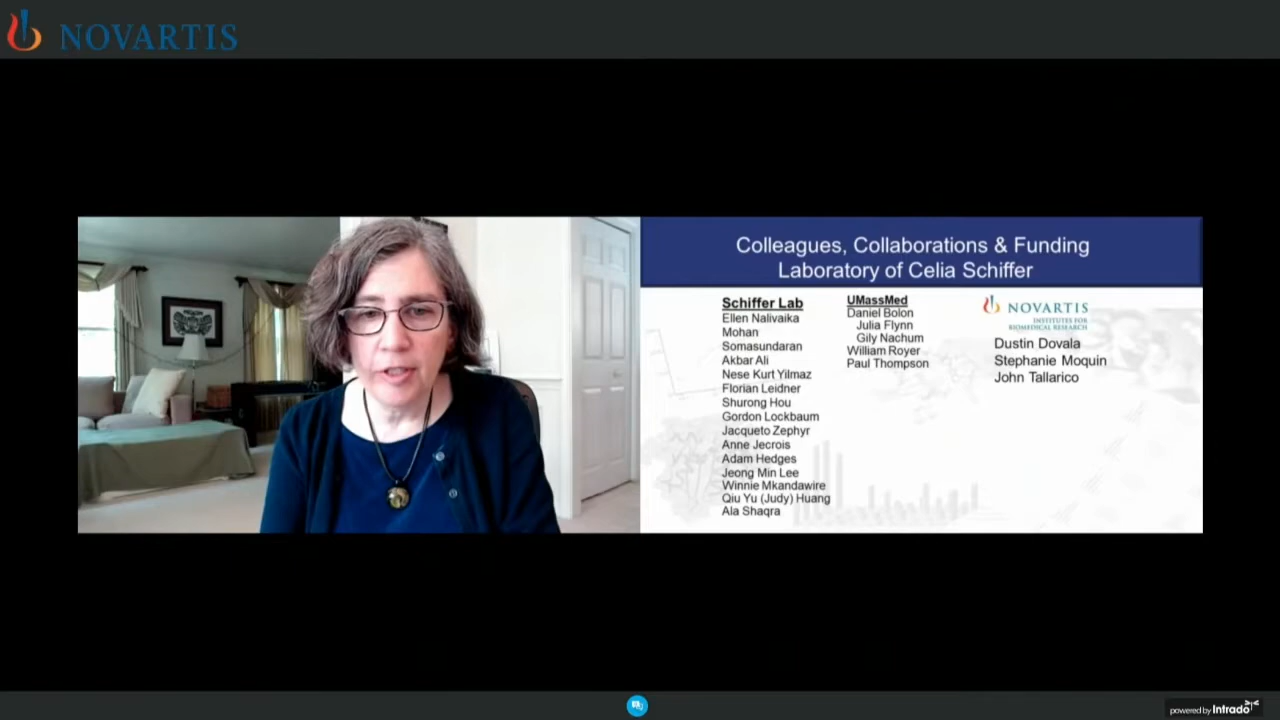 NOVARTIS
Colleagues, Collaborations & Funding
Laboratory of Celia Schiffer
Schiffer Lab
Ellen Nalivaika
Mohan
Somasundaran
Akbar Ali
Nese Kurt Yilmaz
Florian Leidner
Shurong Hou
Gordon Lockbaum
Jacqueto Zephyr
Anne Jecrois
Adam Hedges
Jeong Min Lee
Winnie Mkandawire
Qiu Yu (Judy) Huang
Ala Shaqra
UMassMed
Daniel Bolon
Julia Flynn
Gily Nachum
William Royer
Paul Thompson
NOVARTIS
INSTITUTES FOR
BIOMEDICAL RESEARCH
Dustin Dovala
Stephanie Moquin
John Tallarico
powered by Intrado